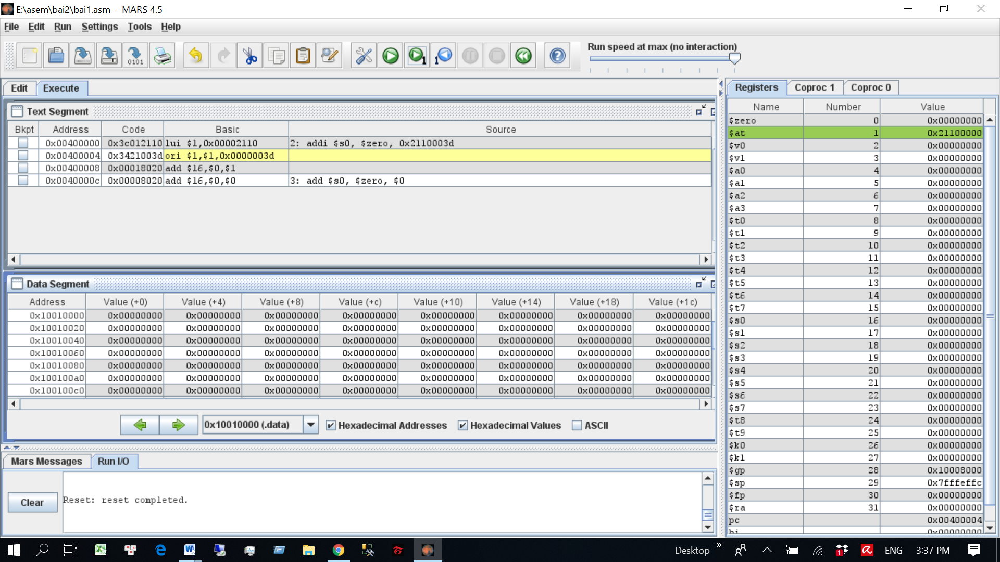 E:\asem\bai2\bai1.asm - MARS 4.5
File Edit Run Settings Tools Help
0101
1
1
Run speed at max (no interaction)
Edit Execute
Text Segment
Bkpt Address Code Basic Source
0x00400000 0x3c012110 lui $1,0x00002110 2: addi $s0, $zero, 0x2110003d
0x00400004 0x3421003d ori $1,$1,0x0000003d
0x00400008 0x00018020 add $16,$0,$1
0x0040000c 0x00008020 add $16,$0,$0 3: add $s0, $zero, $0
Data Segment
Address Value (+0) Value (+4) Value (+8) Value (+c) Value (+10) Value (+14) Value (+18) Value (+1c)
0x10010000 0x00000000 0x00000000 0x00000000 0x00000000 0x00000000 0x00000000 0x00000000 0x00000000
0x10010020 0x00000000 0x00000000 0x00000000 0x00000000 0x00000000 0x00000000 0x00000000 0x00000000
0x10010040 0x00000000 0x00000000 0x00000000 0x00000000 0x00000000 0x00000000 0x00000000 0x00000000
0x10010060 0x00000000 0x00000000 0x00000000 0x00000000 0x00000000 0x00000000 0x00000000 0x00000000
0x10010080 0x00000000 0x00000000 0x00000000 0x00000000 0x00000000 0x00000000 0x00000000 0x00000000
0x100100a0 0x00000000 0x00000000 0x00000000 0x00000000 0x00000000 0x00000000 0x00000000 0x00000000
0x100100c0 0x00000000 0x00000000 0x00000000 0x00000000 0x00000000 0x00000000 0x00000000 0x00000000
0x10010000 (.data) Hexadecimal Addresses Hexadecimal Values ASCII
Mars Messages Run I/O
Clear
Reset: reset completed.
Registers Coproc 1 Coproc 0
Name Number Value
$zero 0 0x00000000
$at 1 0x21100000
$v0 2 0x00000000
$v1 3 0x00000000
$a0 4 0x00000000
$a1 5 0x00000000
$a2 6 0x00000000
$a3 7 0x00000000
$t0 8 0x00000000
$t1 9 0x00000000
$t2 10 0x00000000
$t3 11 0x00000000
$t4 12 0x00000000
$t5 13 0x00000000
$t6 14 0x00000000
$t7 15 0x00000000
$s0 16 0x00000000
$s1 17 0x00000000
$s2 18 0x00000000
$s3 19 0x00000000
$s4 20 0x00000000
$s5 21 0x00000000
$s6 22 0x00000000
$s7 23 0x00000000
$t8 24 0x00000000
$t9 25 0x00000000
$k0 26 0x00000000
$k1 27 0x00000000
$gp 28 0x10008000
$sp 29 0x7fffeffc
$fp 30 0x00000000
$ra 31 0x00000000
pc 0x00400004
hi 0x00000000
Desktop ENG 3:37 PM